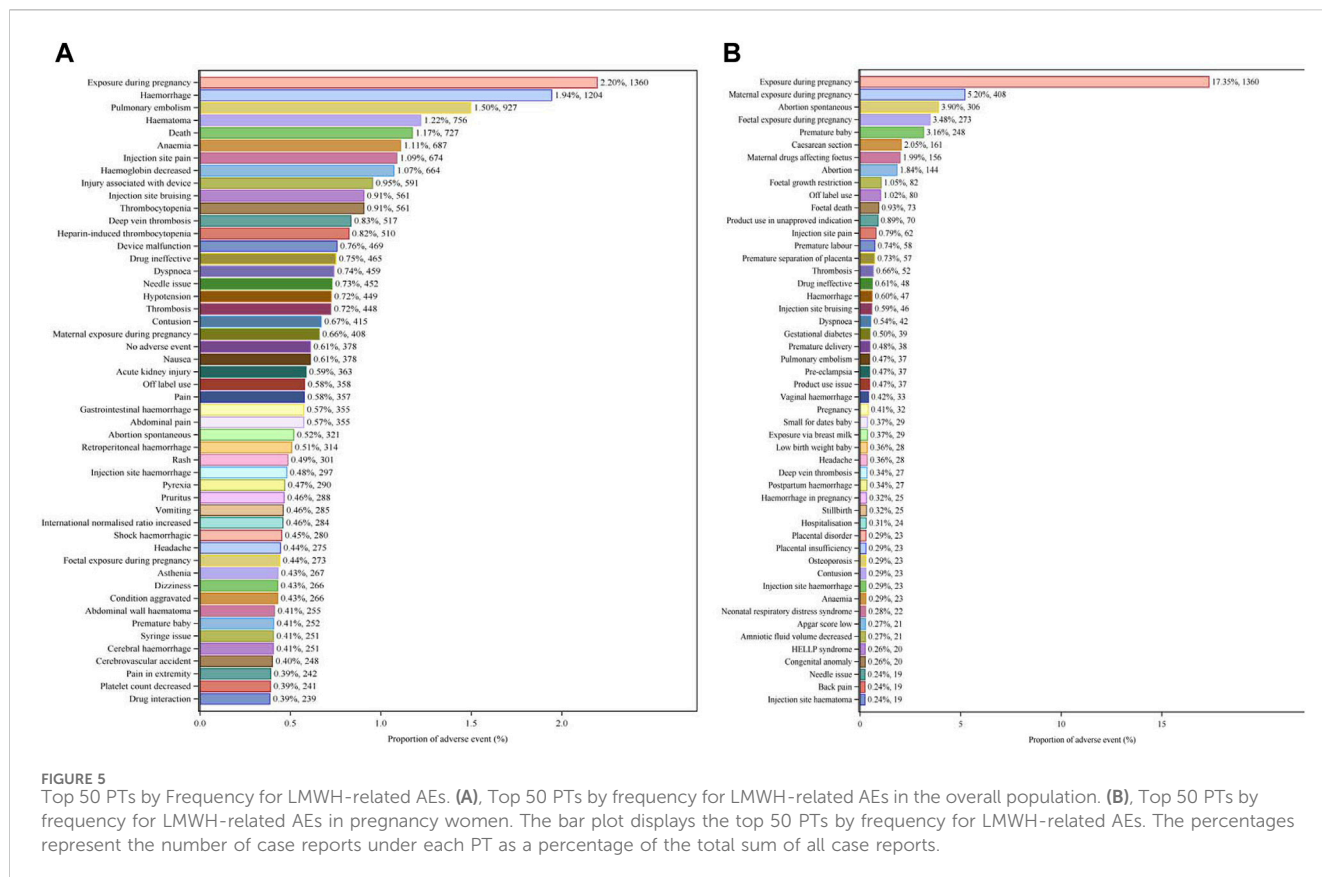 A
Exposure during pregnancy 2.20%, 1360
Haemorrhage 1.94%, 1204
Pulmonary embolism 1.50%, 927
Haematoma 1.22%, 756
Death 1.17%, 727
Anaemia 1.11%, 687
Injection site pain 1.09%, 674
Haemoglobin decreased 1.07%, 664
Injury associated with device 0.95%, 591
Injection site bruising 0.91%, 561
Thrombocytopenia 0.91%, 561
Deep vein thrombosis 0.83%, 517
Heparin-induced thrombocytopenia 0.82%, 510
Device malfunction 0.76%, 469
Drug ineffective 0.75%, 465
Dyspnoea 0.74%, 459
Needle issue 0.73%, 452
Hypotension 0.72%, 449
Thrombosis 0.72%, 448
Contusion 0.67%, 415
Maternal exposure during pregnancy 0.66%, 408
No adverse event 0.61%, 378
Nausea 0.61%, 378
Acute kidney injury 0.59%, 363
Off label use 0.58%, 358
Pain 0.58%, 357
Gastrointestinal haemorrhage 0.57%, 355
Abdominal pain 0.57%, 355
Abortion spontaneous 0.52%, 321
Retroperitoneal haemorrhage 0.51%, 314
Rash 0.49%, 301
Injection site haemorrhage 0.48%, 297
Pyrexia 0.47%, 290
Pruritus 0.46%, 288
Vomiting 0.46%, 285
International normalised ratio increased 0.46%, 284
Shock haemorrhagic 0.45%, 280
Headache 0.44%, 275
Foetal exposure during pregnancy 0.44%, 273
Asthenia 0.43%, 267
Dizziness 0.43%, 266
Condition aggravated 0.43%, 266
Abdominal wall haematoma 0.41%, 255
Premature baby 0.41%, 252
Syringe issue 0.41%, 251
Cerebral haemorrhage 0.41%, 251
Cerebrovascular accident 0.40%, 248
Pain in extremity 0.39%, 242
Platelet count decreased 0.39%, 241
Drug interaction 0.39%, 239
0.0 0.5 1.0 1.5 2.0
Proportion of adverse event (%)
B
Exposure during pregnancy 17.35%, 1360
Maternal exposure during pregnancy 5.20%, 408
Abortion spontaneous 3.90%, 306
Foetal exposure during pregnancy 3.48%, 273
Premature baby 3.16%, 248
Caesarean section 2.05%, 161
Maternal drugs affecting foetus 1.99%, 156
Abortion 1.84%, 144
Foetal growth restriction 1.05%, 82
Off label use 1.02%, 80
Foetal death 0.93%, 73
Product use in unapproved indication 0.89%, 70
Injection site pain 0.79%, 62
Premature labour 0.74%, 58
Premature separation of placenta 0.73%, 57
Thrombosis 0.66%, 52
Drug ineffective 0.61%, 48
Haemorrhage 0.60%, 47
Injection site bruising 0.59%, 46
Dyspnoea 0.54%, 42
Gestational diabetes 0.50%, 39
Premature delivery 0.48%, 38
Pulmonary embolism 0.47%, 37
Pre-eclampsia 0.47%, 37
Product use issue 0.47%, 37
Vaginal haemorrhage 0.42%, 33
Pregnancy 0.41%, 32
Small for dates baby 0.37%, 29
Exposure via breast milk 0.37%, 29
Low birth weight baby 0.36%, 28
Headache 0.36%, 28
Deep vein thrombosis 0.34%, 27
Postpartum haemorrhage 0.34%, 27
Haemorrhage in pregnancy 0.32%, 25
Stillbirth 0.32%, 25
Hospitalisation 0.31%, 24
Placental disorder 0.29%, 23
Placental insufficiency 0.29%, 23
Osteoporosis 0.29%, 23
Contusion 0.29%, 23
Injection site haemorrhage 0.29%, 23
Anaemia 0.29%, 23
Neonatal respiratory distress syndrome 0.28%, 22
Apgar score low 0.27%, 21
Amniotic fluid volume decreased 0.27%, 21
HELLP syndrome 0.26%, 20
Congenital anomaly 0.26%, 20
Needle issue 0.24%, 19
Back pain 0.24%, 19
Injection site haematoma 0.24%, 19
0 5 10 15
Proportion of adverse event (%)
FIGURE 5
Top 50 PTs by Frequency for LMWH-related AEs. (A), Top 50 PTs by frequency for LMWH-related AEs in the overall population. (B), Top 50 PTs by
frequency for LMWH-related AEs in pregnancy women. The bar plot displays the top 50 PTs by frequency for LMWH-related AEs. The percentages
represent the number of case reports under each PT as a percentage of the total sum of all case reports.